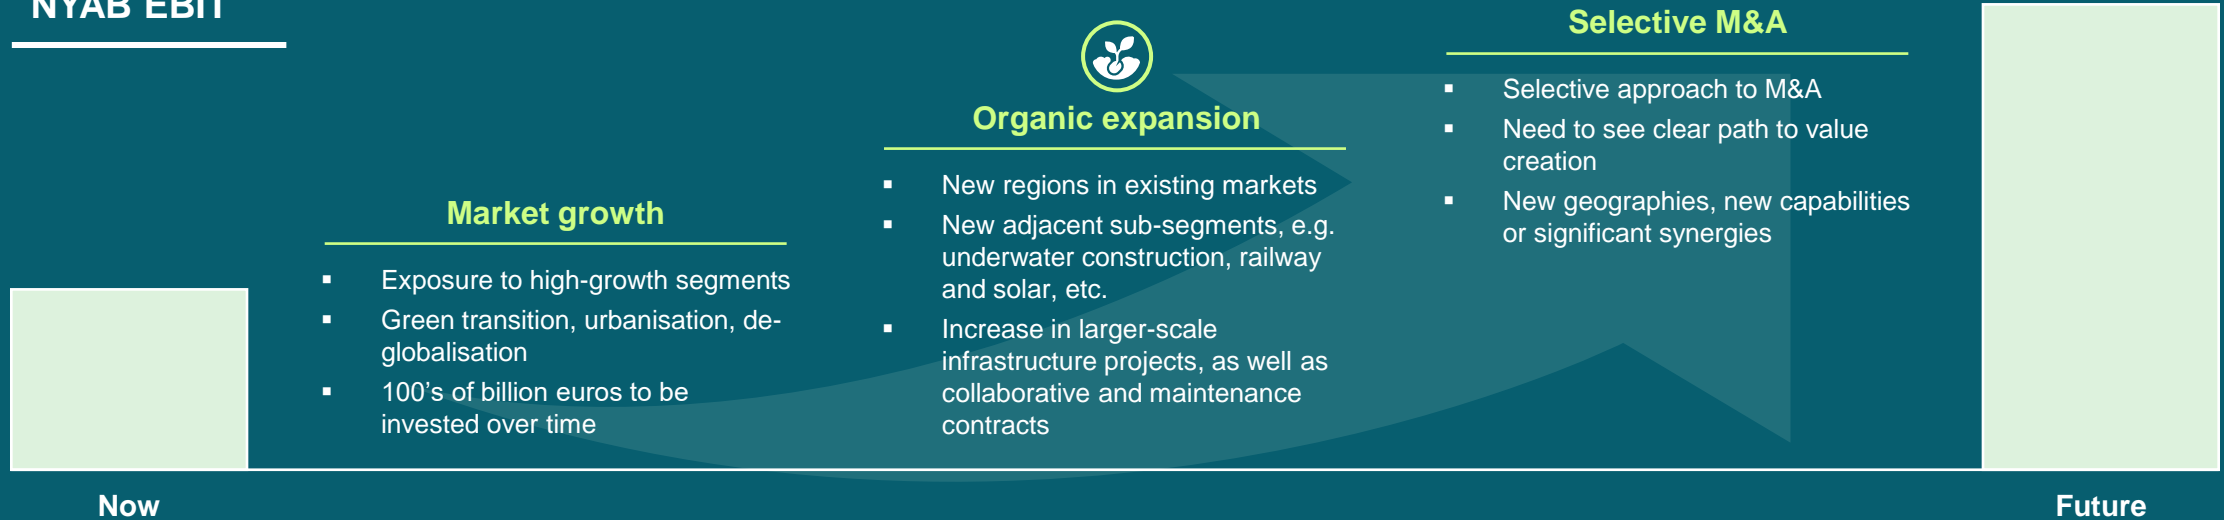 NYAB EBIT
Market growth
▪ Exposure to high-growth segments
▪ Green transition, urbanisation, de-
globalisation
▪ 100’s of billion euros to be
invested over time
Organic expansion
▪ New regions in existing markets
▪ New adjacent sub-segments, e.g.
underwater construction, railway
and solar, etc.
▪ Increase in larger-scale
infrastructure projects, as well as
collaborative and maintenance
contracts
Selective M&A
▪ Selective approach to M&A
▪ Need to see clear path to value
creation
▪ New geographies, new capabilities
or significant synergies
Now
Future